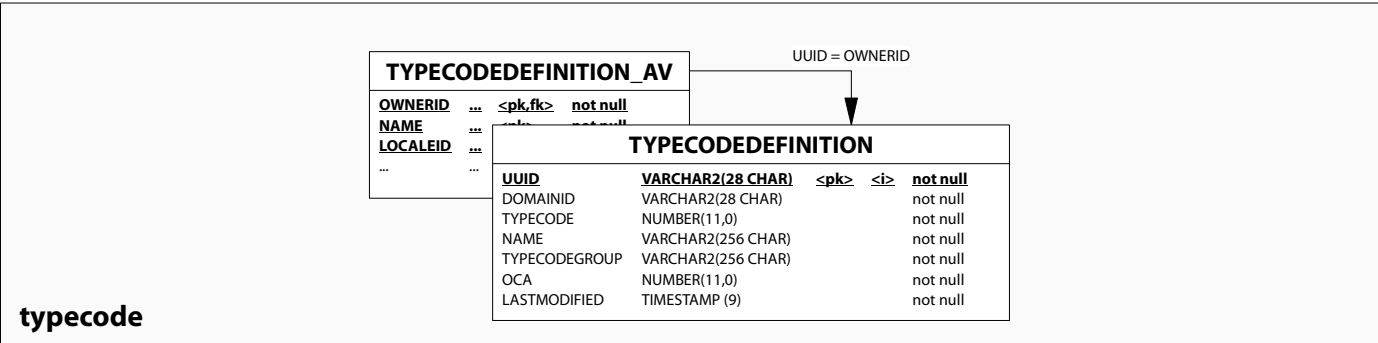 UUID = OWNERID
TYPECODEDEFINITION_AV
OWNERID ... <pk,fk> not null
NAME ...
LOCALEID ...
... ...
TYPECODEDEFINITION
UUID VARCHAR2(28 CHAR) <pk> <i> not null
DOMAINID VARCHAR2(28 CHAR) not null
TYPECODE NUMBER(11,0) not null
NAME VARCHAR2(256 CHAR) not null
TYPECODEGROUP VARCHAR2(256 CHAR) not null
OCA NUMBER(11,0) not null
LASTMODIFIED TIMESTAMP (9) not null
typecode